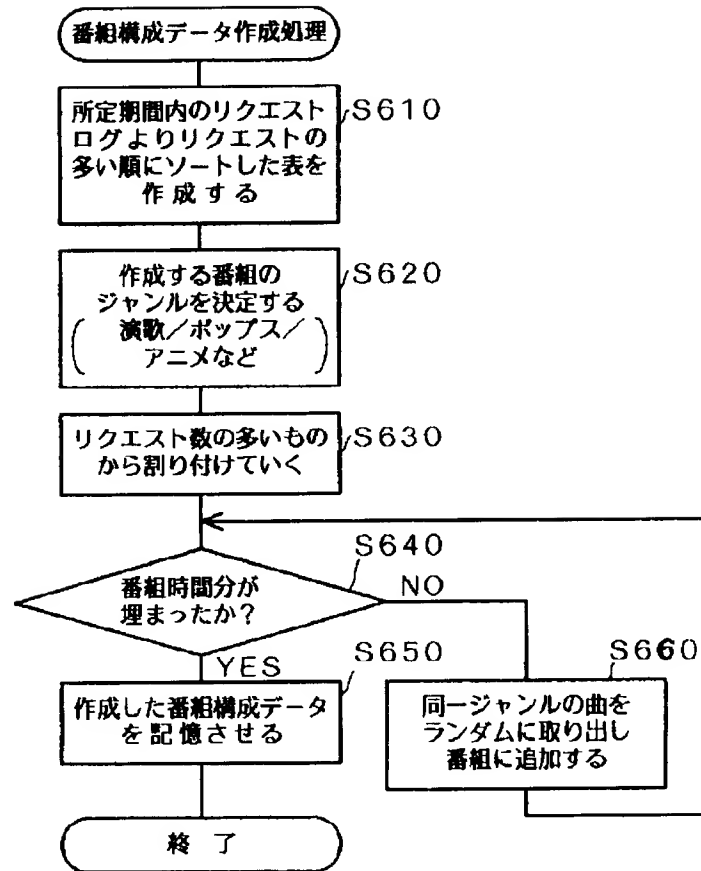 番組構成データ作成処理
所定期間内のリクエスト
ログよりリクエストの
多い順にソートした表を
作成する
S610
作成する番組の
ジャンルを決定する
(演歌/ポップス/
アニメなど)
S620
リクエスト数の多いもの
から割り付けていく
S630
番組時間分が
埋まったか?
S640
NO
YES
作成した番組構成データ
を記憶させる
S650
同一ジャンルの曲を
ランダムに取り出し
番組に追加する
S660
終了